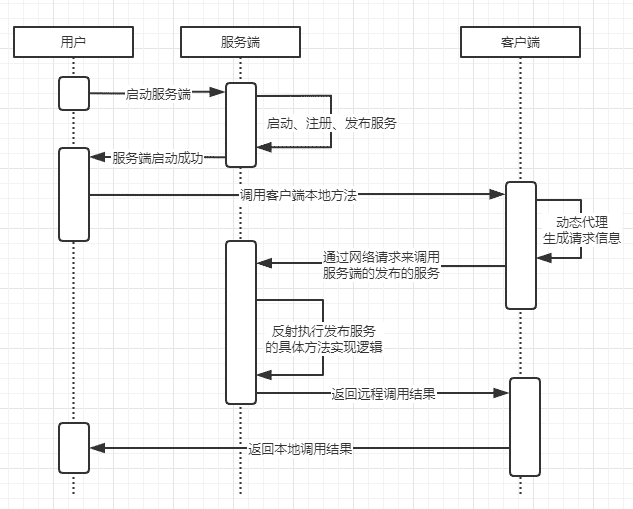 用户
服务端
客户端
启动服务端
启动、注册、发布服务
服务端启动成功
调用客户端本地方法
动态代理
生成请求信息
通过网络请求来调用
服务端的发布的服务
反射执行发布服务
的具体方法实现逻辑
返回远程调用结果
返回本地调用结果